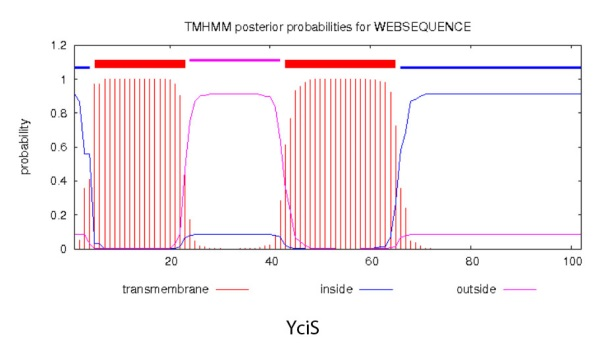 TMHMM posterior probabilities for WEBSEQUENCE
1.2
1
0.8
0.6
0.4
0.2
0
probability
20 40 60 80 100
transmembrane inside outside
YciS